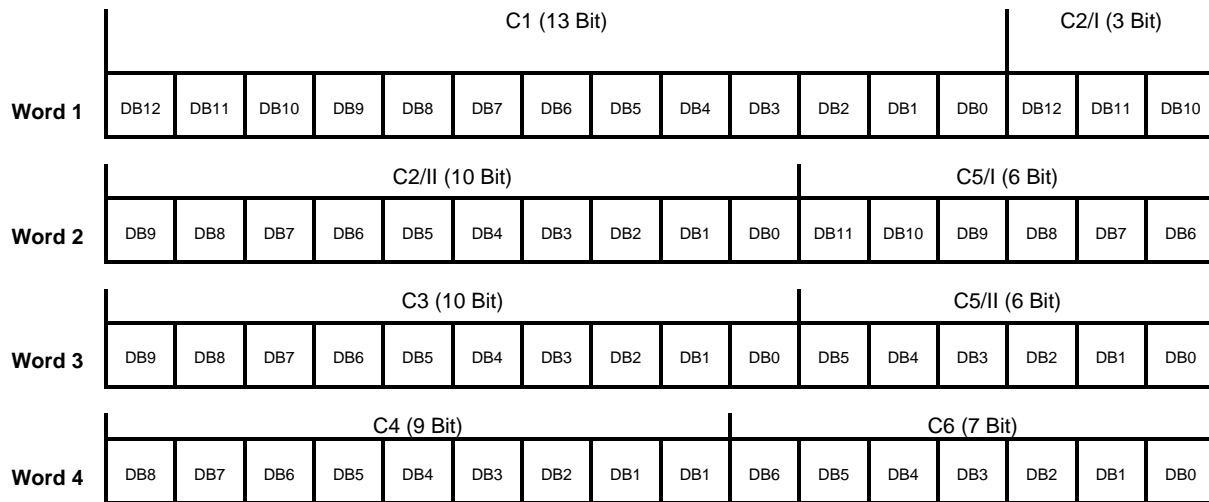 C1 (13 Bit) C2/I (3 Bit)
Word 1 DB12 DB11 DB10 DB9 DB8 DB7 DB6 DB5 DB4 DB3 DB2 DB1 DB0 DB12 DB11 DB10
C2/II (10 Bit) C5/I (6 Bit)
Word 2 DB9 DB8 DB7 DB6 DB5 DB4 DB3 DB2 DB1 DB0 DB11 DB10 DB9 DB8 DB7 DB6
C3 (10 Bit) C5/II (6 Bit)
Word 3 DB9 DB8 DB7 DB6 DB5 DB4 DB3 DB2 DB1 DB0 DB5 DB4 DB3 DB2 DB1 DB0
C4 (9 Bit) C6 (7 Bit)
Word 4 DB8 DB7 DB6 DB5 DB4 DB3 DB2 DB1 DB1 DB6 DB5 DB4 DB3 DB2 DB1 DB0